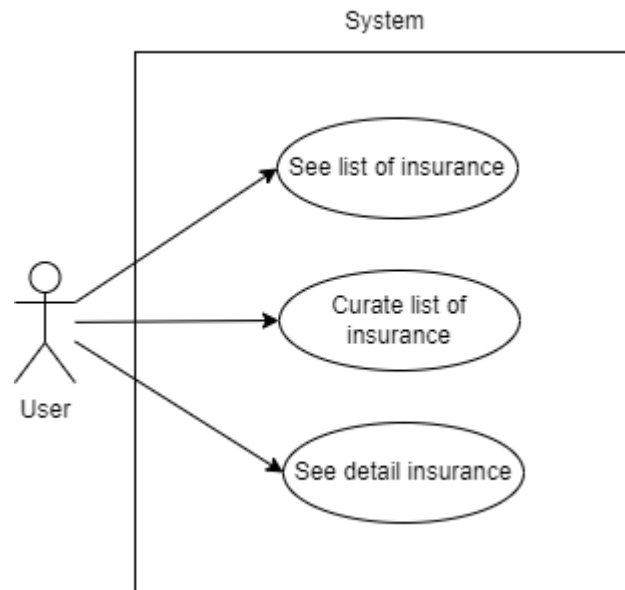 System
See list of insurance
Curate list of
insurance
User
See detail insurance